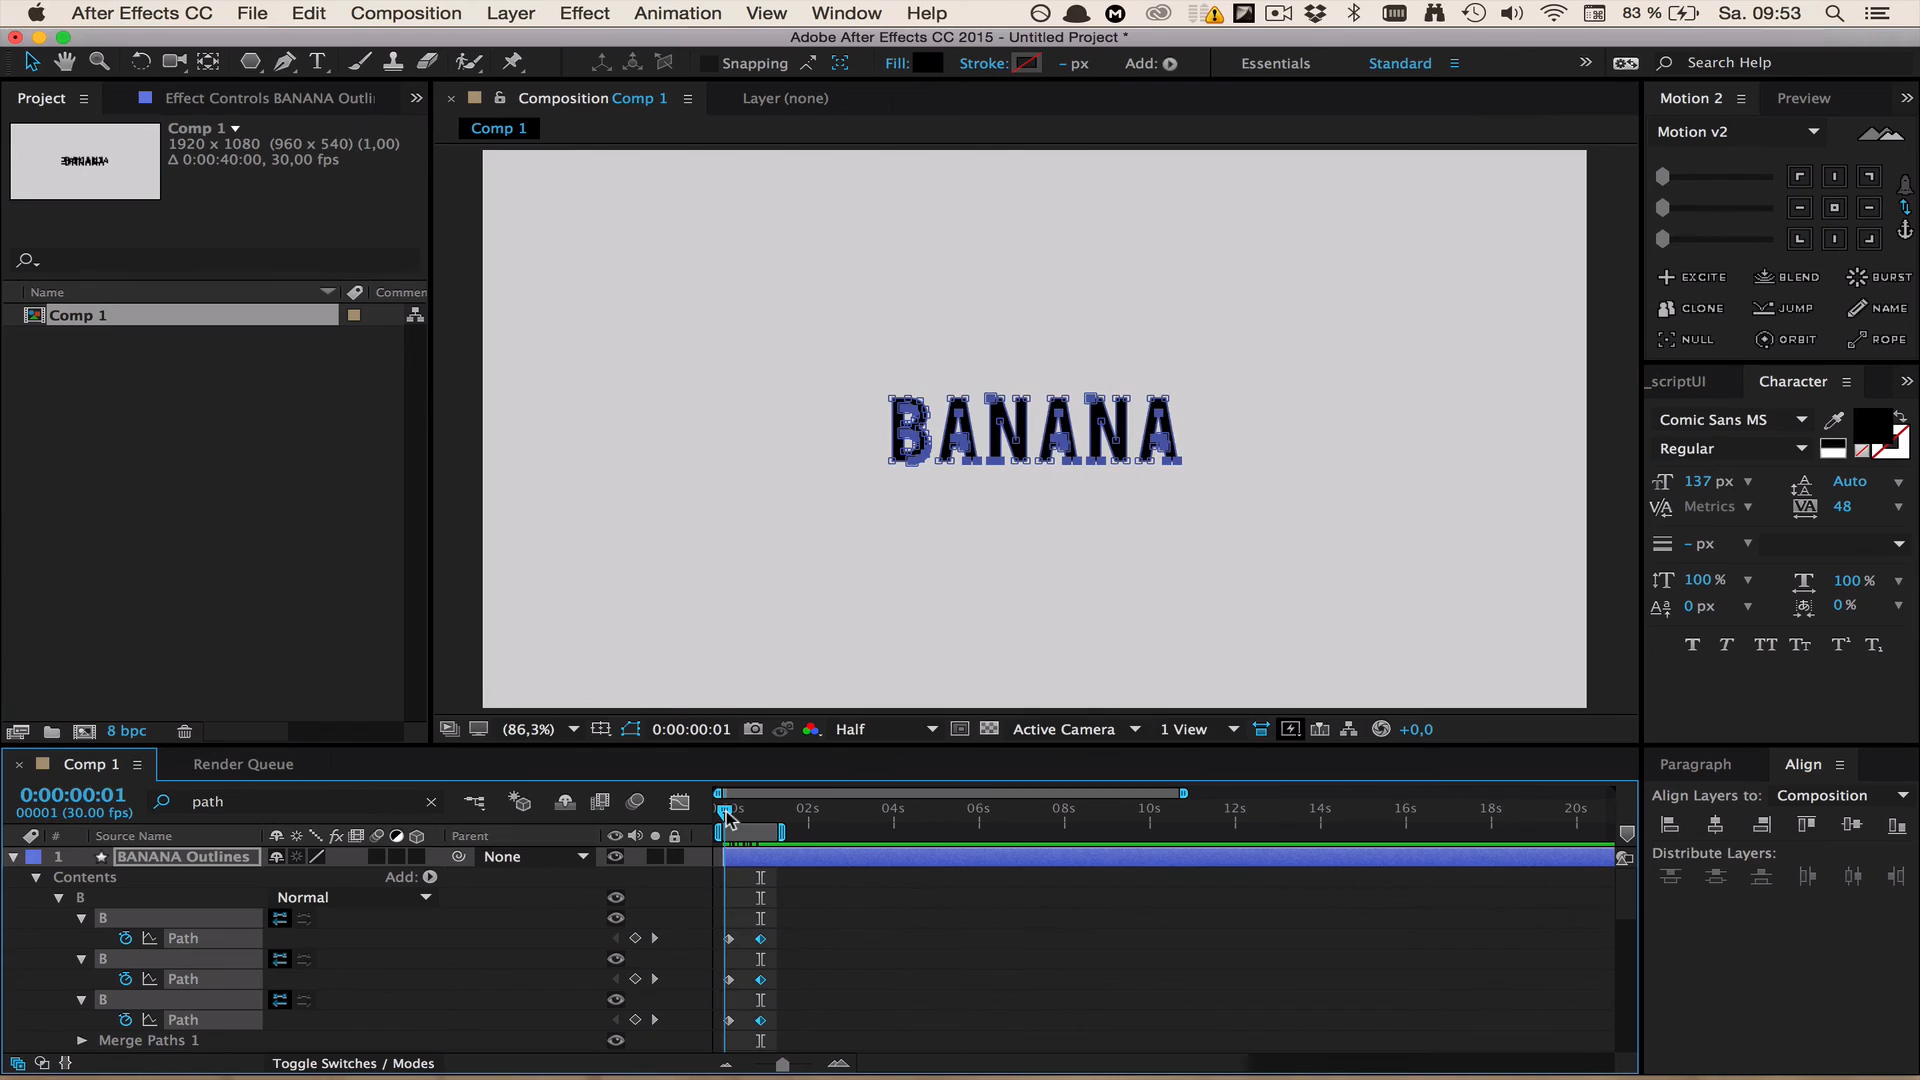 After Effects CC File Edit Composition Layer Effect Animation View Window Help 83 % Sa. 09:53
Adobe After Effects CC 2015 - Untitled Project *
Snapping Fill: Stroke: - px Add: Essentials Standard Search Help
Project Effect Controls BANANA Outli
Composition Comp 1 Layer (none)
Motion 2 Preview
Comp 1
1920 x 1080 (960 x 540) (1,00)
Δ 0:00:40:00, 30,00 fps
BANANA
Comp 1
Motion v2
EXCITE BLEND BURST
CLONE JUMP NAME
NULL ORBIT ROPE
Name Commen
Comp 1
BANANA
_scriptUI Character
Comic Sans MS
Regular
137 px Auto
Metrics 48
- px
100 % 100 %
0 px 0 %
T T TT Tt T¹ T₁
8 bpc
(86,3%) 0:00:00:01 Half Active Camera 1 View +0,0
Comp 1 Render Queue
0:00:00:01
00001 (30.00 fps)
path
0s 02s 04s 06s 08s 10s 12s 14s 16s 18s 20s
# Source Name Parent
1 BANANA Outlines None
Contents Add:
B Normal
B
Path
B
Path
B
Path
Merge Paths 1
Toggle Switches / Modes
Paragraph Align
Align Layers to: Composition
Distribute Layers: